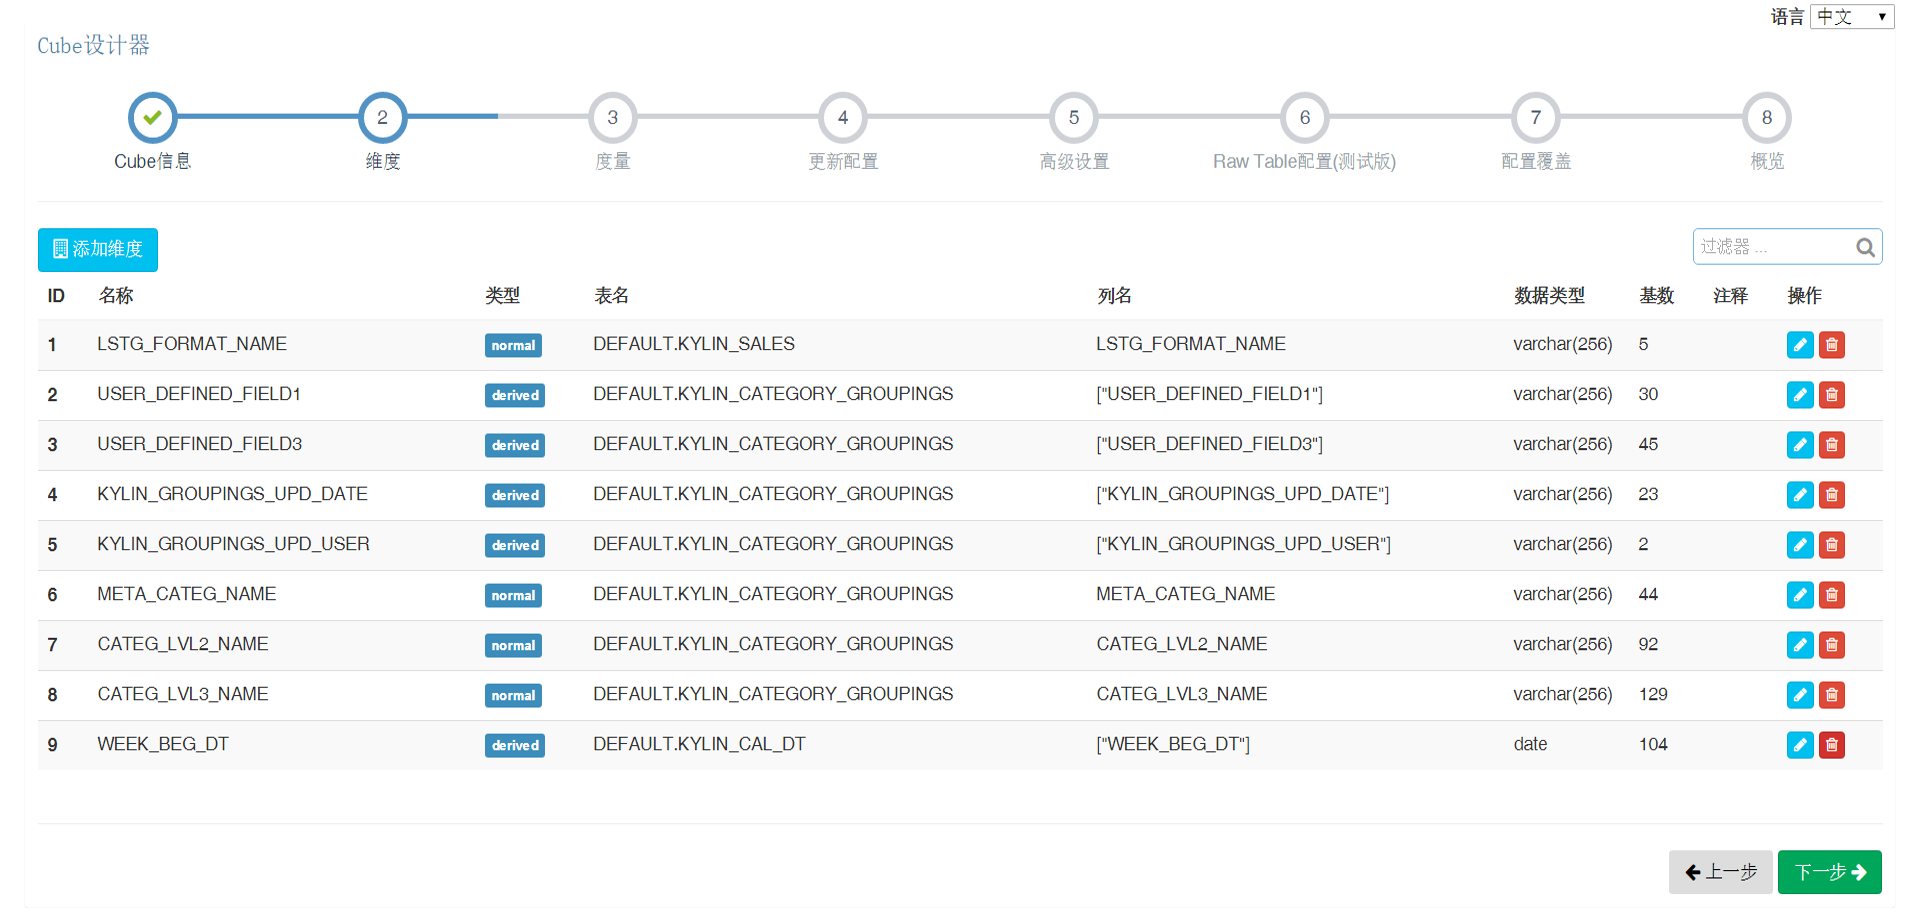 语言 中文
Cube设计器
2 3 4 5 6 7 8
Cube信息 维度 度量 更新配置 高级设置 Raw Table配置(测试版) 配置覆盖 概览
添加维度 过滤器 ...
ID 名称 类型 表名 列名 数据类型 基数 注释 操作
1 LSTG_FORMAT_NAME normal DEFAULT.KYLIN_SALES LSTG_FORMAT_NAME varchar(256) 5
2 USER_DEFINED_FIELD1 derived DEFAULT.KYLIN_CATEGORY_GROUPINGS ["USER_DEFINED_FIELD1"] varchar(256) 30
3 USER_DEFINED_FIELD3 derived DEFAULT.KYLIN_CATEGORY_GROUPINGS ["USER_DEFINED_FIELD3"] varchar(256) 45
4 KYLIN_GROUPINGS_UPD_DATE derived DEFAULT.KYLIN_CATEGORY_GROUPINGS ["KYLIN_GROUPINGS_UPD_DATE"] varchar(256) 23
5 KYLIN_GROUPINGS_UPD_USER derived DEFAULT.KYLIN_CATEGORY_GROUPINGS ["KYLIN_GROUPINGS_UPD_USER"] varchar(256) 2
6 META_CATEG_NAME normal DEFAULT.KYLIN_CATEGORY_GROUPINGS META_CATEG_NAME varchar(256) 44
7 CATEG_LVL2_NAME normal DEFAULT.KYLIN_CATEGORY_GROUPINGS CATEG_LVL2_NAME varchar(256) 92
8 CATEG_LVL3_NAME normal DEFAULT.KYLIN_CATEGORY_GROUPINGS CATEG_LVL3_NAME varchar(256) 129
9 WEEK_BEG_DT derived DEFAULT.KYLIN_CAL_DT ["WEEK_BEG_DT"] date 104
上一步 下一步